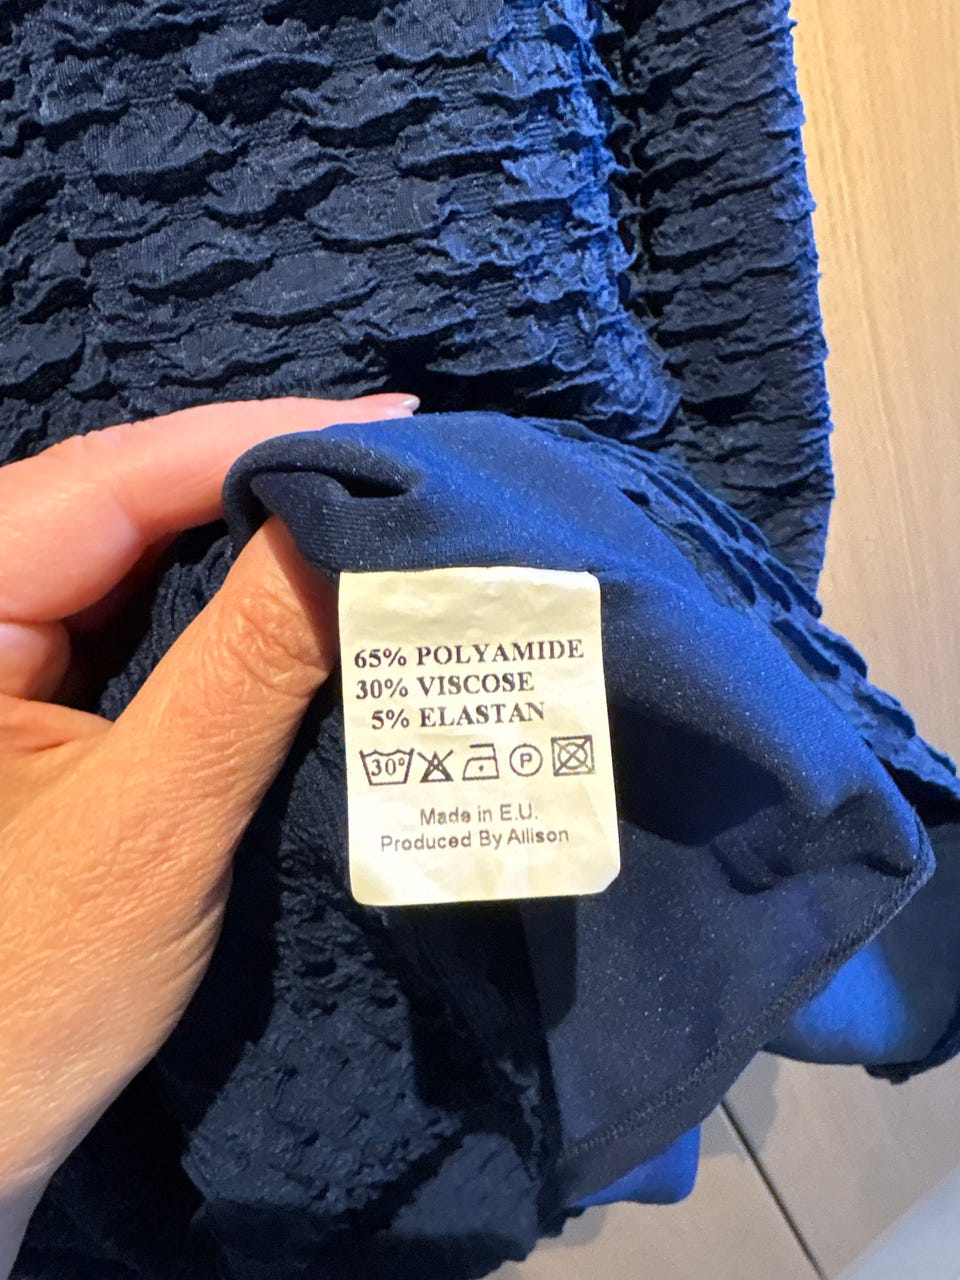 65% POLYAMIDE
30% VISCOSE
5% ELASTAN
30° P
Made in E.U.
Produced By Allison